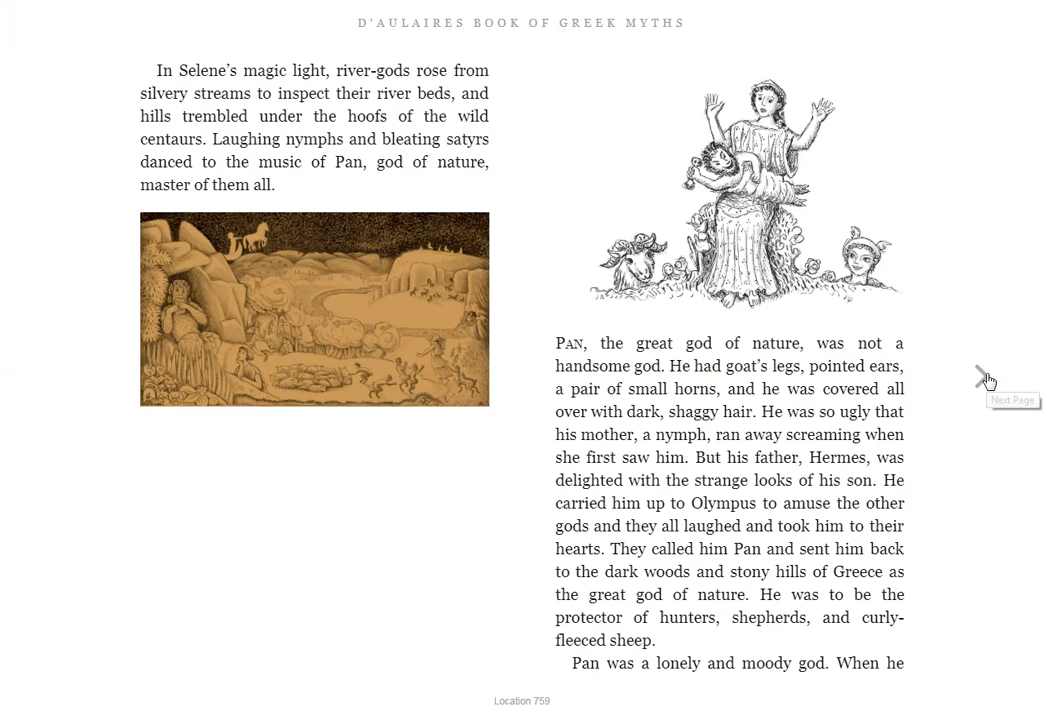 D'AULAIRES BOOK OF GREEK MYTHS
In Selene's magic light, river-gods rose from
silvery streams to inspect their river beds, and
hills trembled under the hoofs of the wild
centaurs. Laughing nymphs and bleating satyrs
danced to the music of Pan, god of nature,
master of them all.
PAN, the great god of nature, was not a
handsome god. He had goat's legs, pointed ears,
a pair of small horns, and he was covered all
over with dark, shaggy hair. He was so ugly that
his mother, a nymph, ran away screaming when
she first saw him. But his father, Hermes, was
delighted with the strange looks of his son. He
carried him up to Olympus to amuse the other
gods and they all laughed and took him to their
hearts. They called him Pan and sent him back
to the dark woods and stony hills of Greece as
the great god of nature. He was to be the
protector of hunters, shepherds, and curly-
fleeced sheep.
Pan was a lonely and moody god. When he
Next Page
Location 759